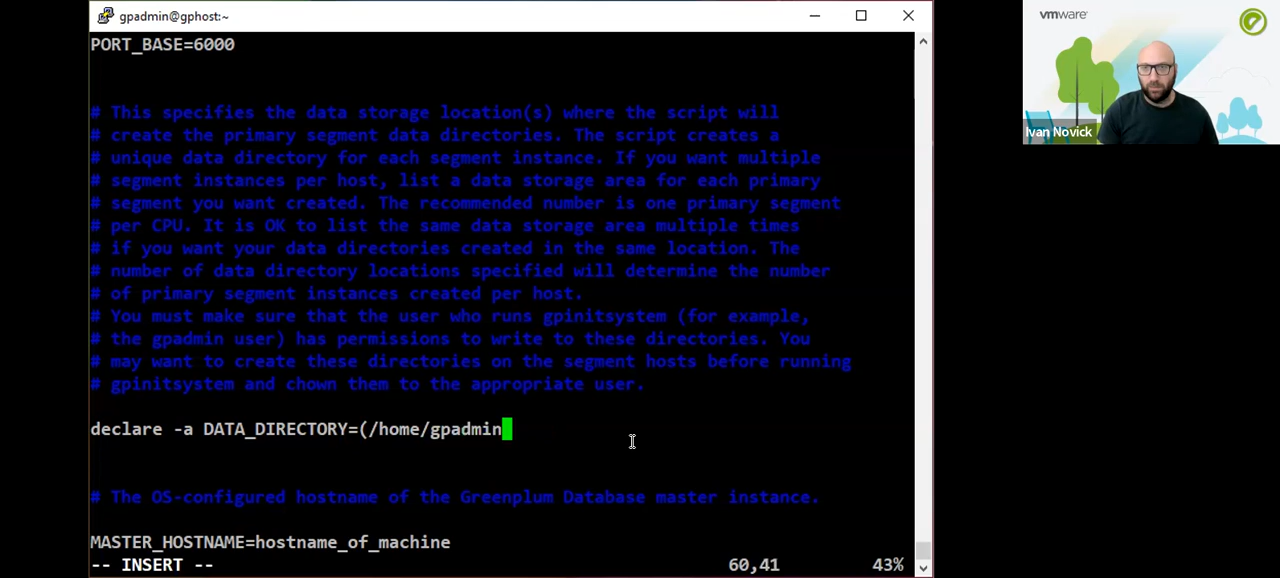 gpadmin@gphost:~
PORT_BASE=6000
# This specifies the data storage location(s) where the script will
# create the primary segment data directories. The script creates a
# unique data directory for each segment instance. If you want multiple
# segment instances per host, list a data storage area for each primary
# segment you want created. The recommended number is one primary segment
# per CPU. It is OK to list the same data storage area multiple times
# if you want your data directories created in the same location. The
# number of data directory locations specified will determine the number
# of primary segment instances created per host.
# You must make sure that the user who runs gpinitsystem (for example,
# the gpadmin user) has permissions to write to these directories. You
# may want to create these directories on the segment hosts before running
# gpinitsystem and chown them to the appropriate user.
declare -a DATA_DIRECTORY=(/home/gpadmin
# The OS-configured hostname of the Greenplum Database master instance.
MASTER_HOSTNAME=hostname_of_machine
-- INSERT -- 60,41 43%
vmware
Ivan Novick